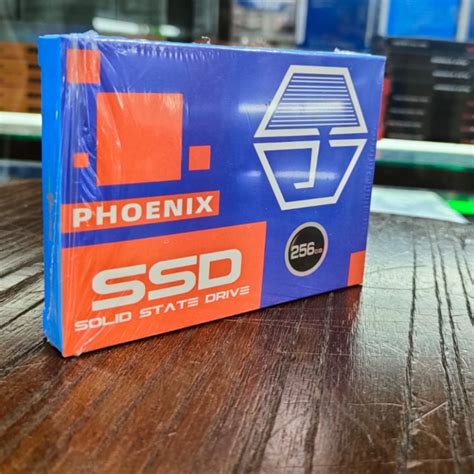 PHOENIX
256GB
SSD
SOLID STATE DRIVE